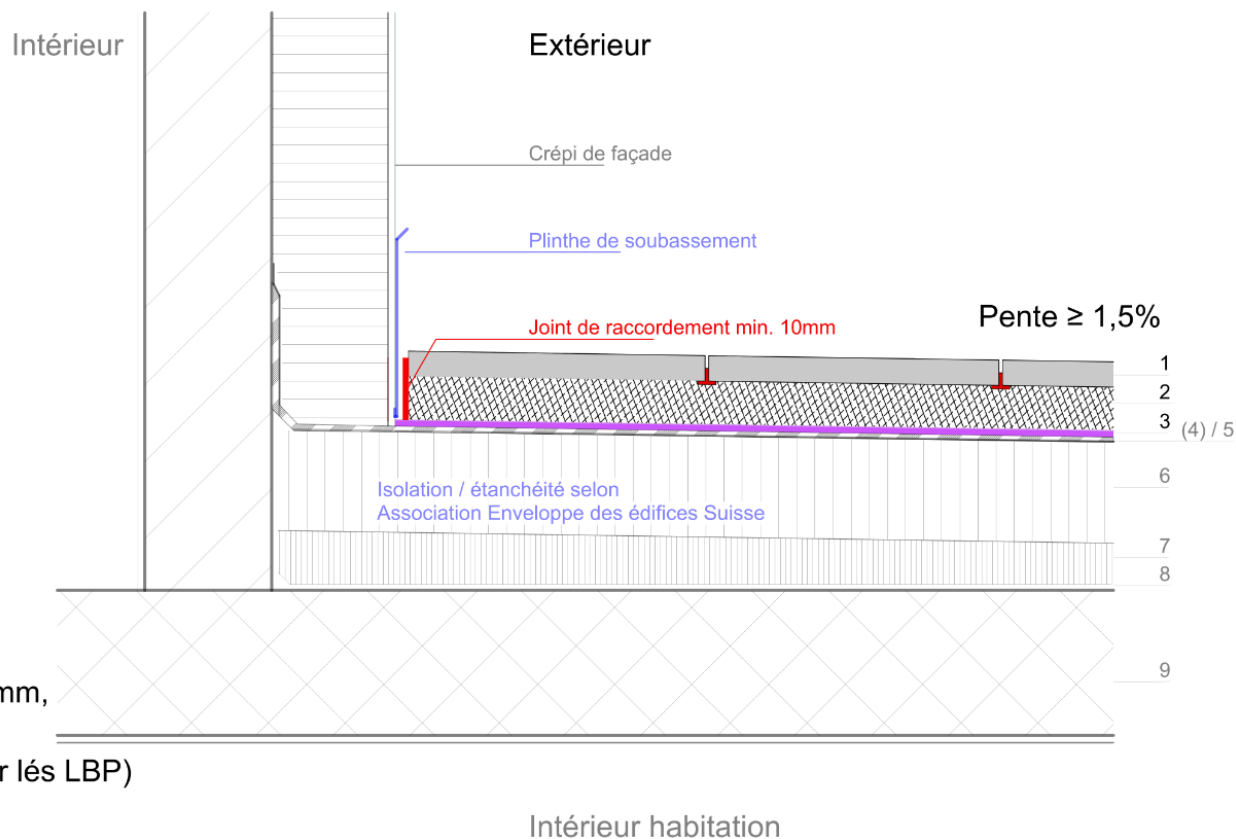 Intérieur
Extérieur
Crépi de façade
Plinthe de soubassement
Joint de raccordement min. 10mm
Pente ≥ 1,5%
1
2
3
(4) / 5
6
Isolation / étanchéité selon
Association Enveloppe des édifices Suisse
7
8
9
mm,
r lés LBP)
Intérieur habitation